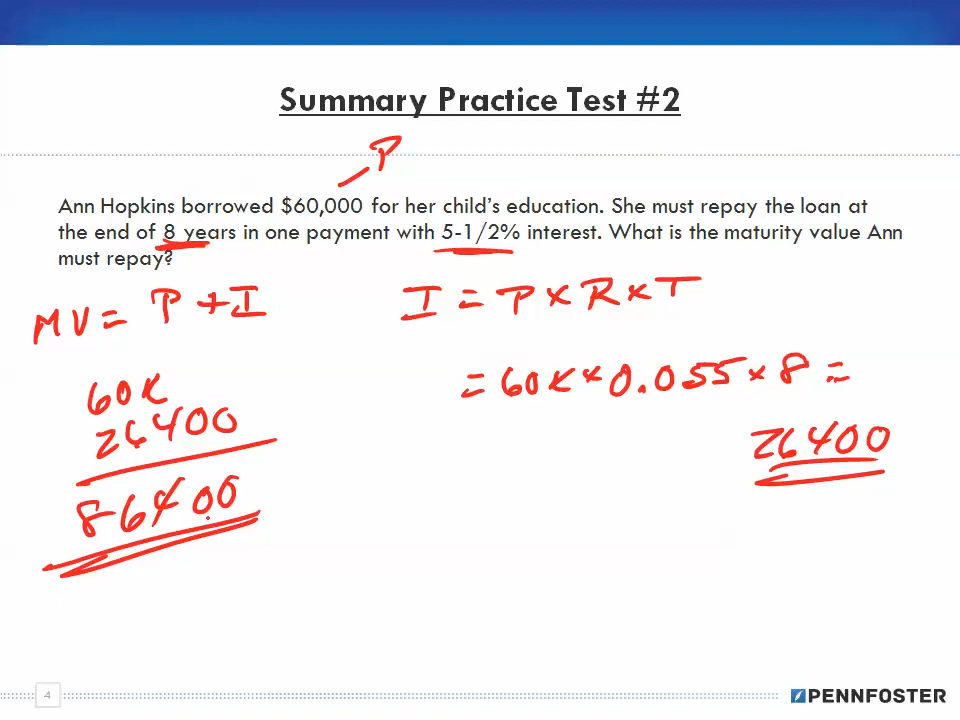 Summary Practice Test #2
P
Ann Hopkins borrowed $60,000 for her child's education. She must repay the loan at
the end of 8 years in one payment with 5-1/2% interest. What is the maturity value Ann
must repay?
MV = P + I
I = P x R x T
= 60K x 0.055 x 8 =
26400
60K
26400
86400
4
PENNFOSTER